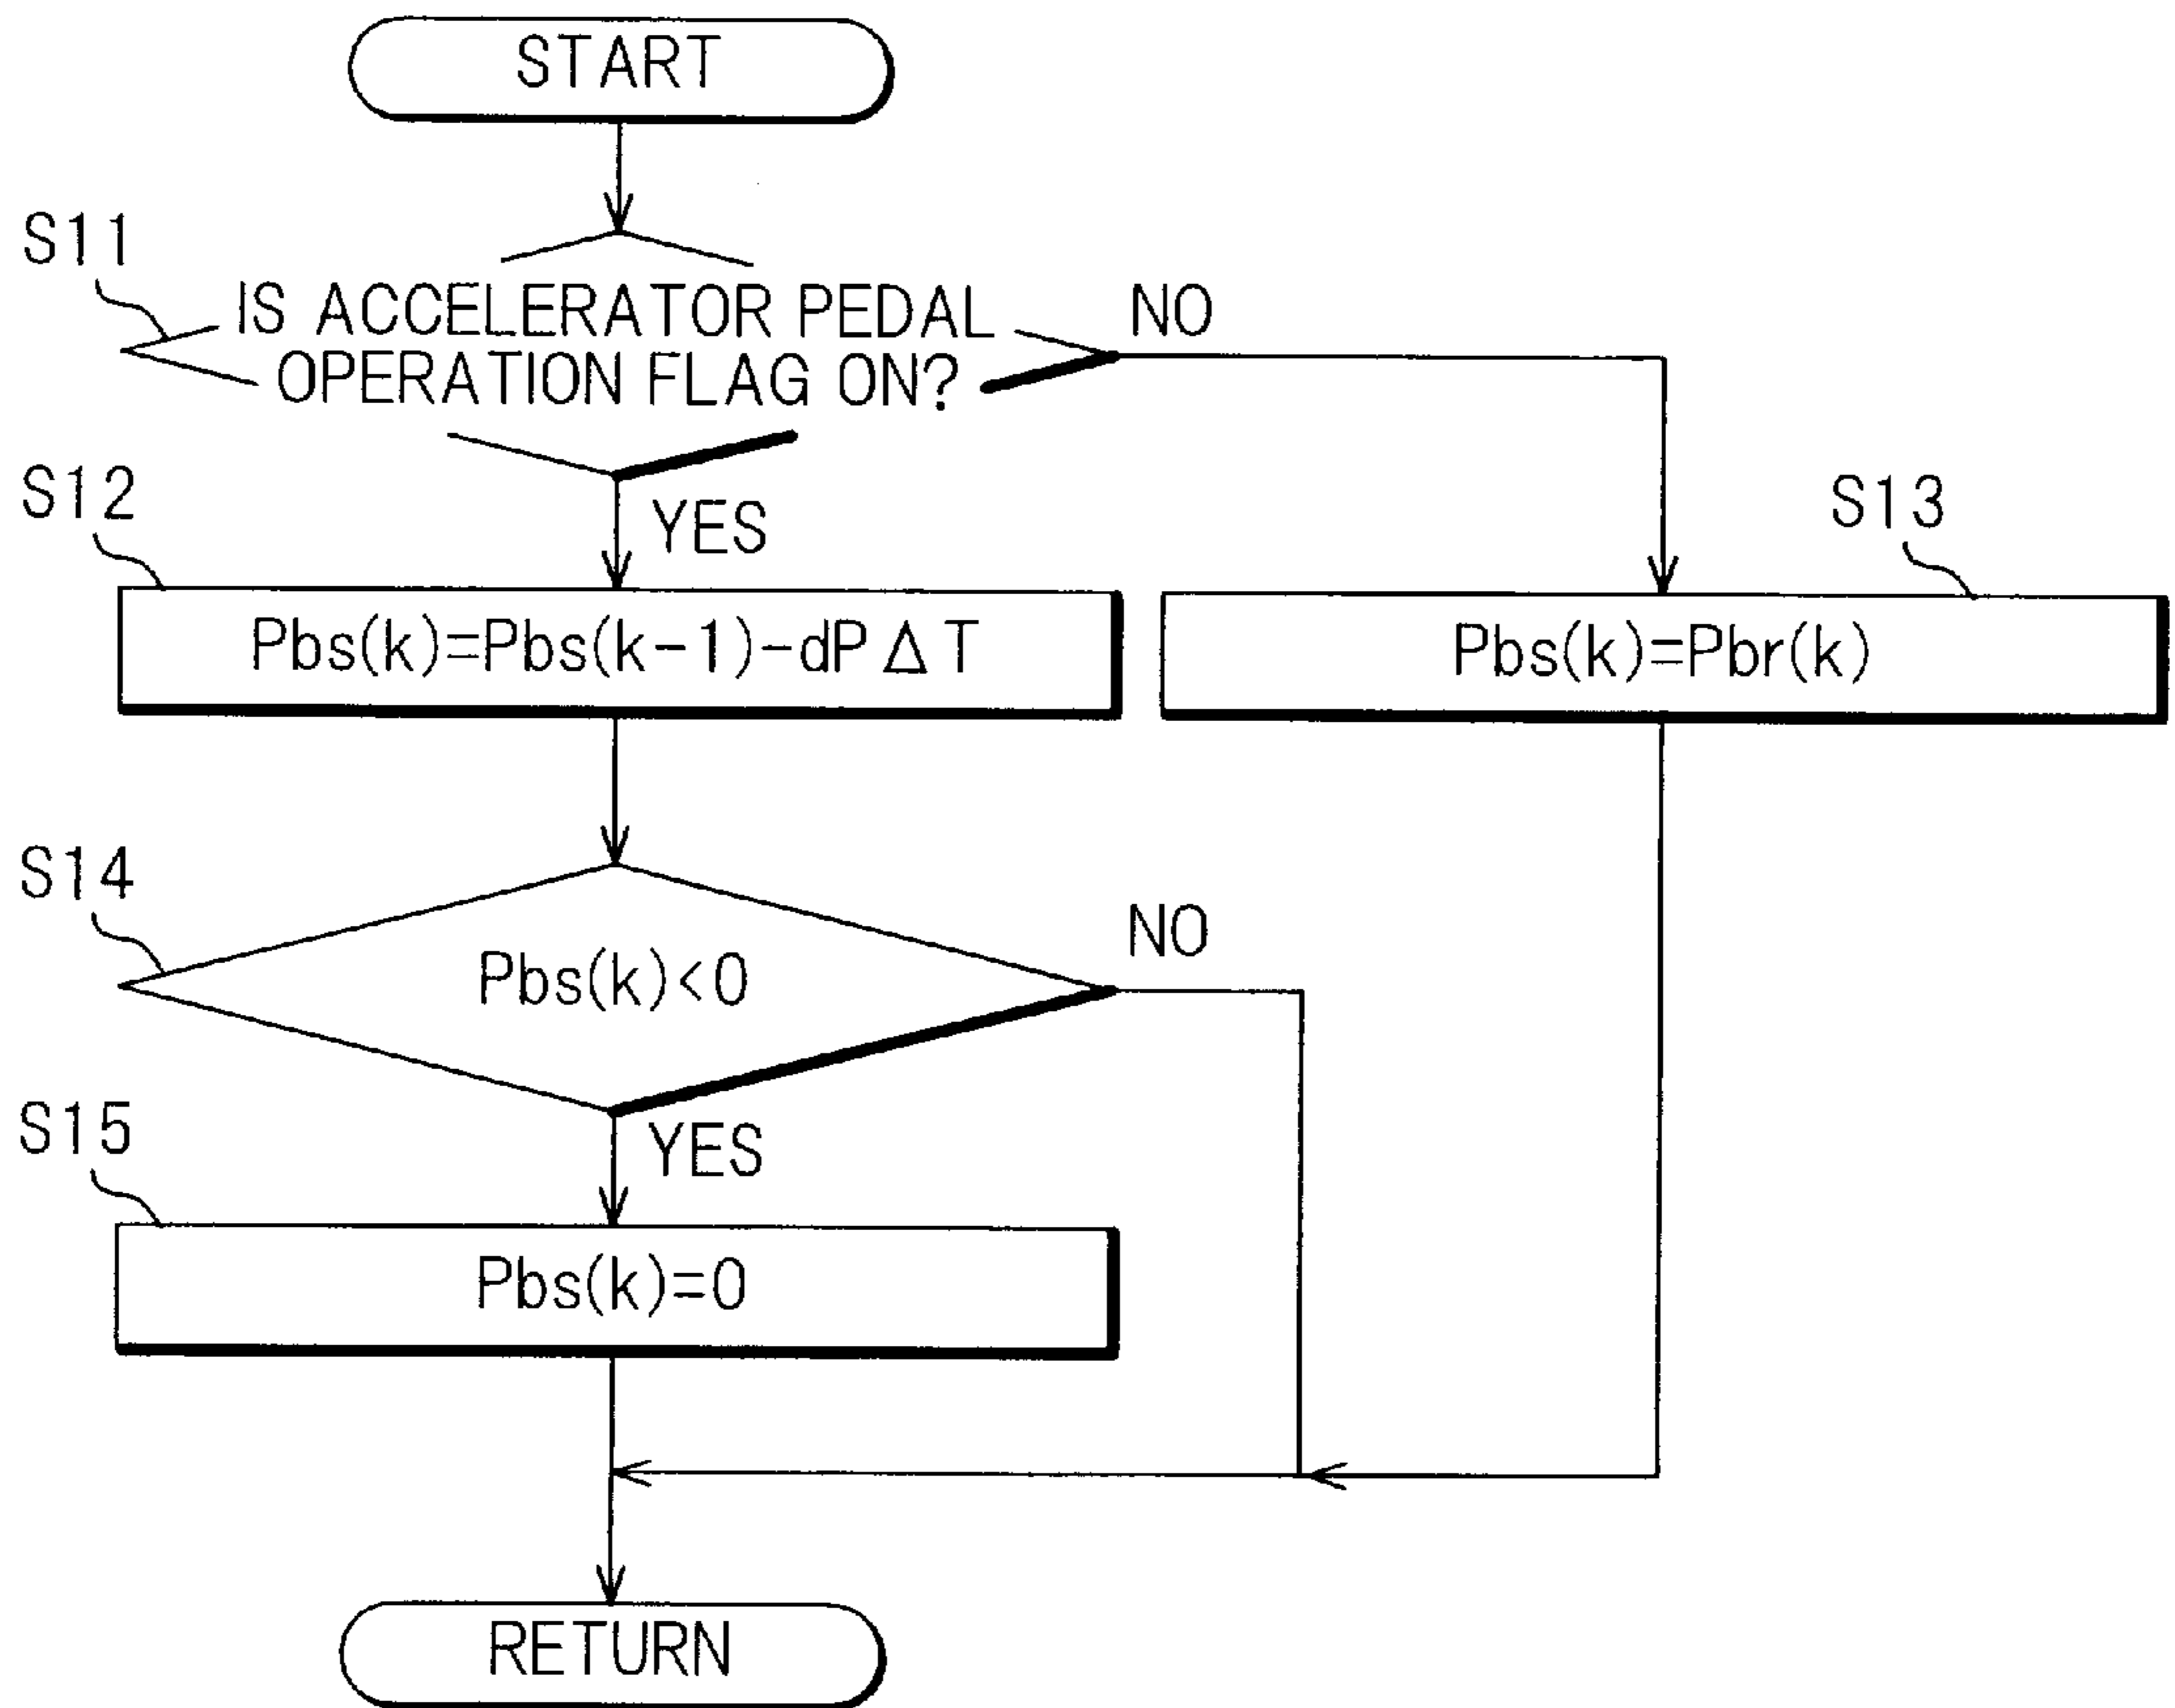 START
S11
IS ACCELERATOR PEDAL
OPERATION FLAG ON?
NO
S12
YES
S13
Pbs(k)=Pbs(k-1)-dPΔT
Pbs(k)=Pbr(k)
S14
Pbs(k)<0
NO
S15
YES
Pbs(k)=0
RETURN